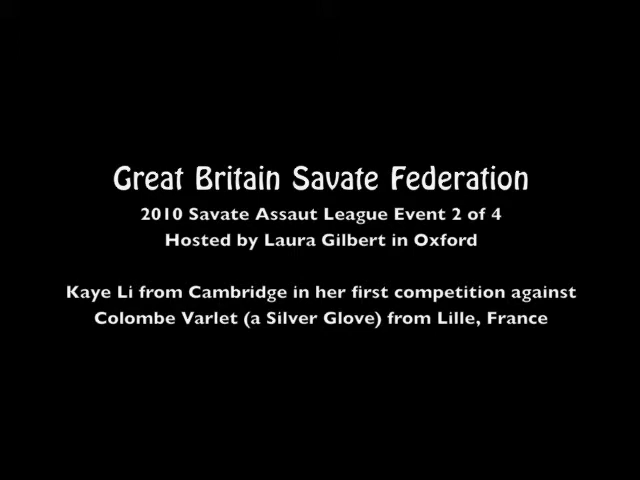 Great Britain Savate Federation
2010 Savate Assaut League Event 2 of 4
Hosted by Laura Gilbert in Oxford
Kaye Li from Cambridge in her first competition against
Colombe Varlet (a Silver Glove) from Lille, France